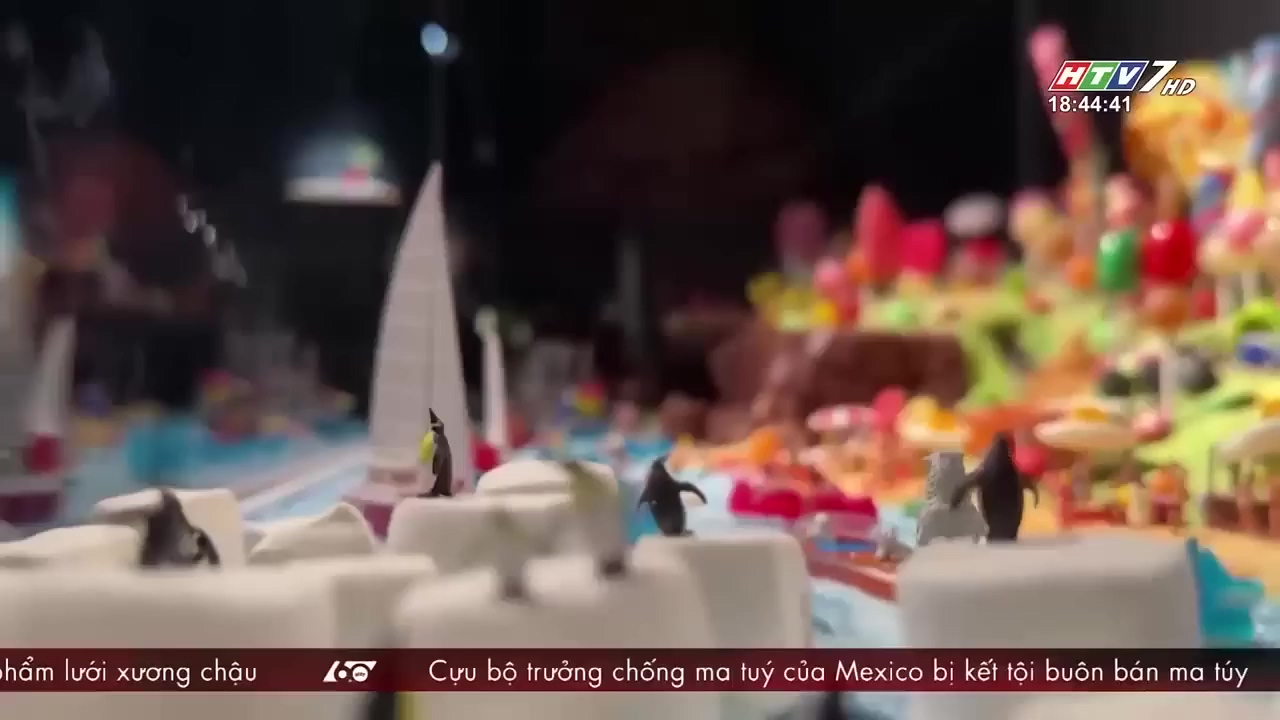 HTV7 HD
18:44:41
phẩm lưới xương chậu
60 Cựu bộ trưởng chống ma tuý của Mexico bị kết tội buôn bán ma túy